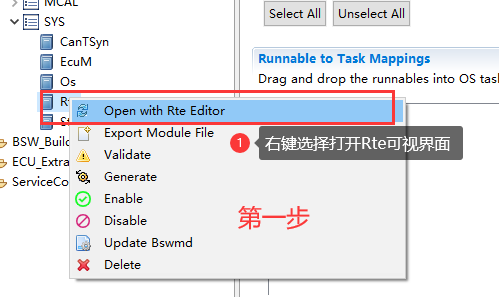 MCAL
SYS
CanTSyn
EcuM
Os
Rte
BSW_Build
ECU_Extra
ServiceCo
Select All
Unselect All
Runnable to Task Mappings
Drag and drop the runnables into OS task
Open with Rte Editor
Export Module File
Validate
Generate
Enable
Disable
Update Bswmd
Delete
1 右键选择打开Rte可视界面
第一步